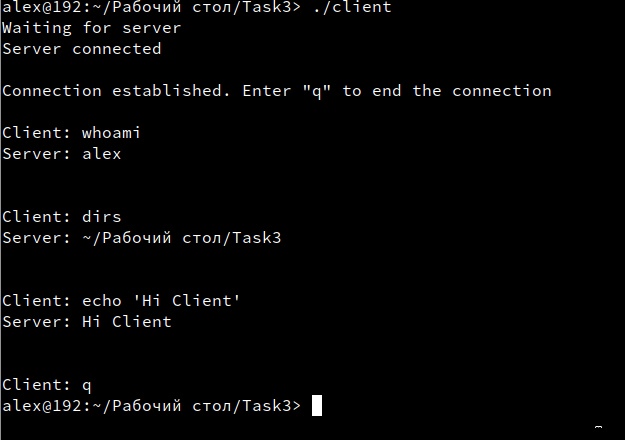 alex@192:~/Рабочий стол/Task3> ./client
Waiting for server
Server connected
Connection established. Enter "q" to end the connection
Client: whoami
Server: alex
Client: dirs
Server: ~/Рабочий стол/Task3
Client: echo 'Hi Client'
Server: Hi Client
Client: q
alex@192:~/Рабочий стол/Task3>